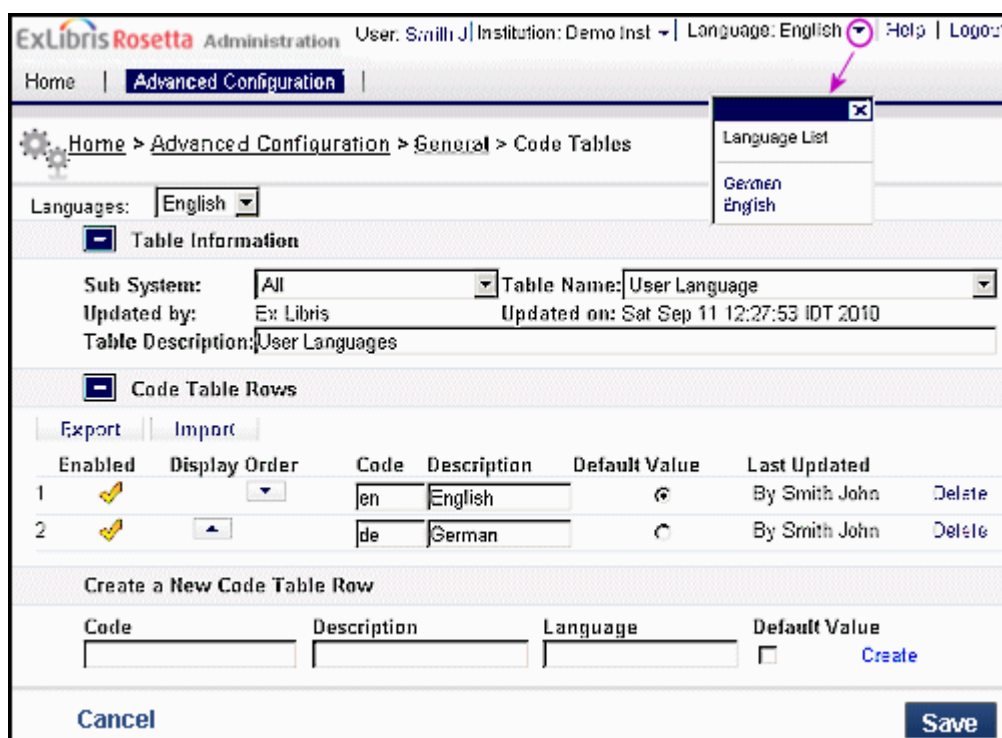 ExLibris Rosetta Administration User: Smith J Institution: Demo Inst Language: English Help | Logout
Home | Advanced Configuration |
Language List
German
English
Home > Advanced Configuration > General > Code Tables
Languages: English
Table Information
Sub System: All Table Name: User Language
Updated by: Ex Libris Updated on: Sat Sep 11 12:27:53 IDT 2010
Table Description: User Languages
Code Table Rows
Export Import
Enabled Display Order Code Description Default Value Last Updated
1 en English By Smith John Delete
2 de German By Smith John Delete
Create a New Code Table Row
Code Description Language Default Value
Create
Cancel Save